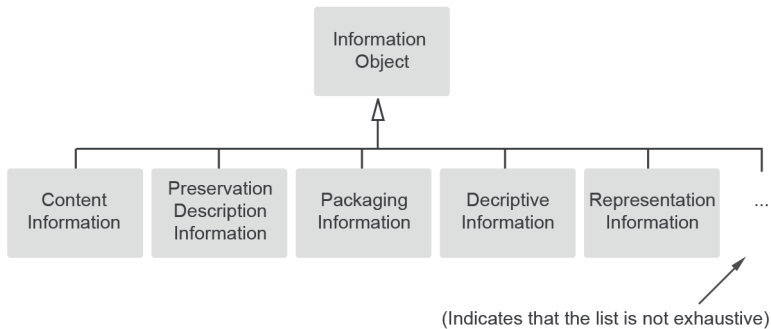 Information
Object
Content
Information
Preservation
Description
Information
Packaging
Information
Decriptive
Information
Representation
Information
...
(Indicates that the list is not exhaustive)